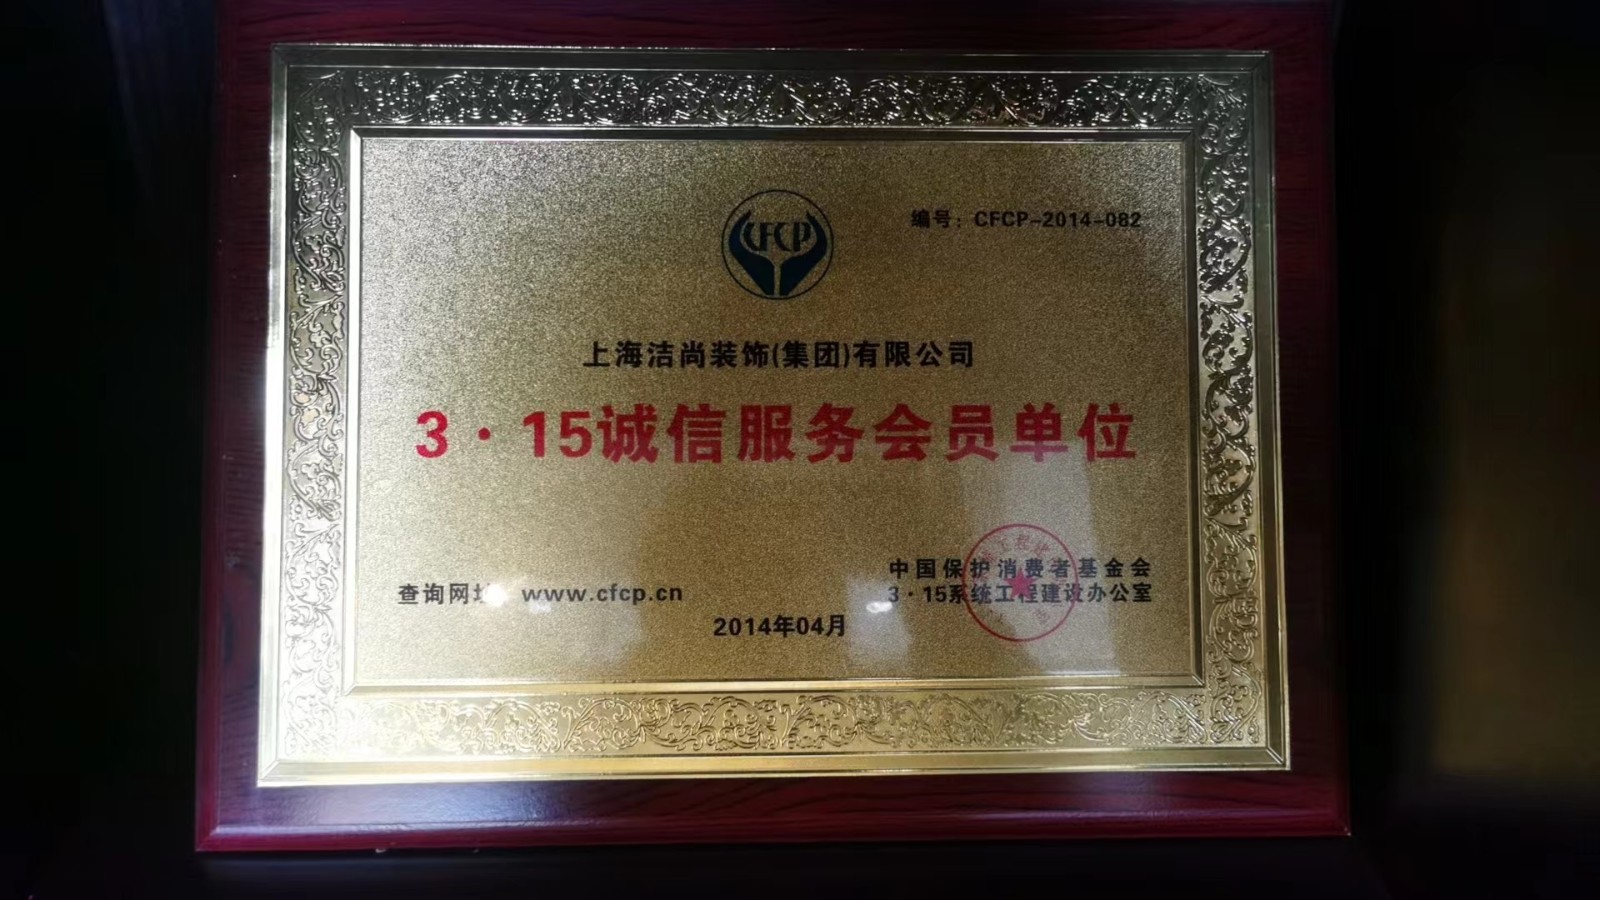 CFCP
编号：CFCP-2014-082
上海洁尚装饰(集团)有限公司
3·15诚信服务会员单位
中国保护消费者基金会
查询网址 www.cfcp.cn
3·15系统工程建设办公室
2014年04月